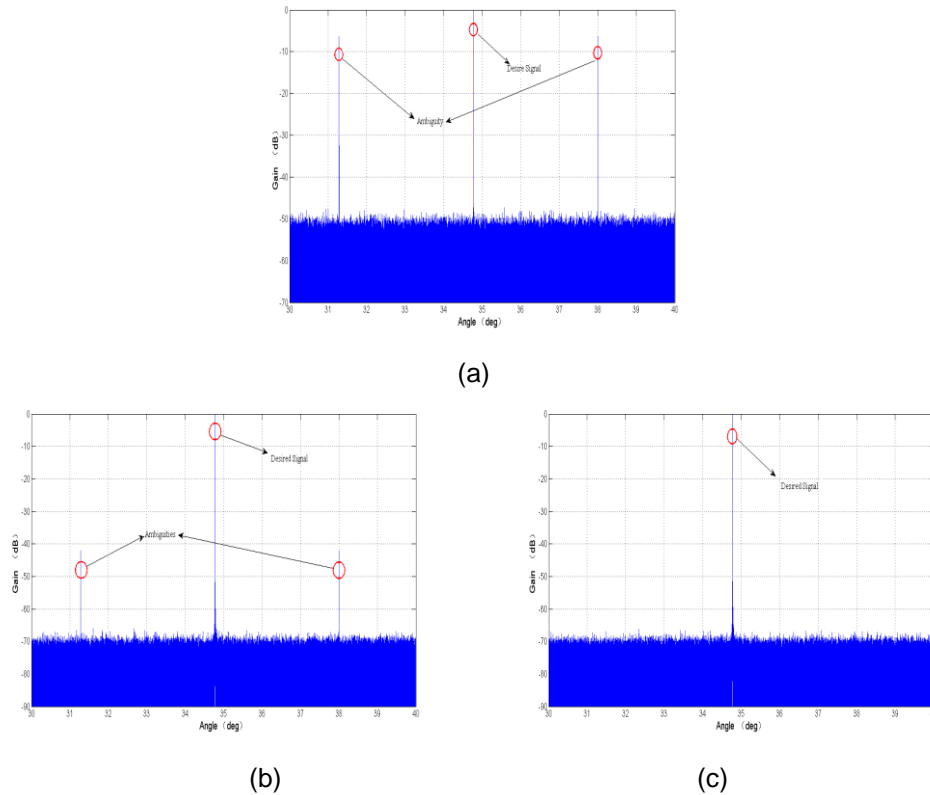 0
-10
-20
-30
-40
-50
-60
-70
Gain （dB）
Desire Signal
Ambiguity
30 31 32 33 34 35 36 37 38 39 40
Angle （deg）
(a)
0
-10
-20
-30
-40
-50
-60
-70
-80
-90
Gain （dB）
Desired Signal
Ambiguities
30 31 32 33 34 35 36 37 38 39 40
Angle （deg）
(b)
0
-10
-20
-30
-40
-50
-60
-70
-80
-90
Gain （dB）
Desired Signal
30 31 32 33 34 35 36 37 38 39
Angle （deg）
(c)